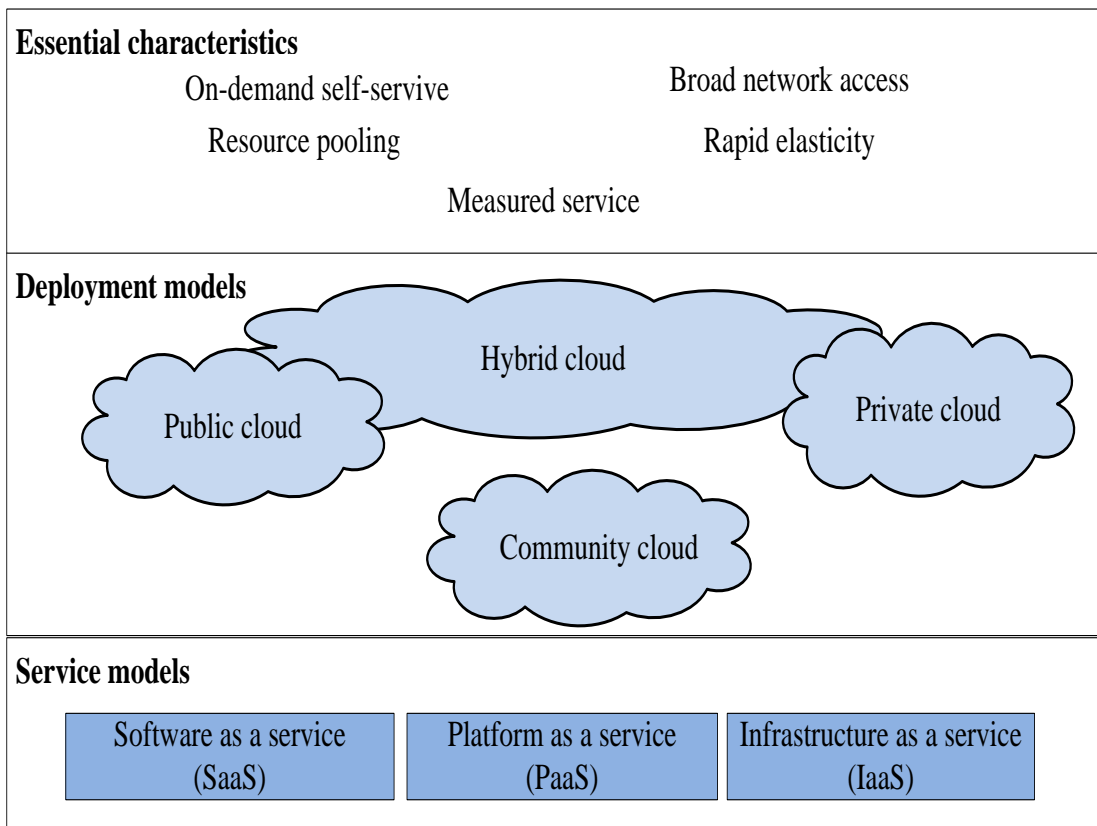 Essential characteristics
On-demand self-servive
Broad network access
Resource pooling
Rapid elasticity
Measured service
Deployment models
Hybrid cloud
Public cloud
Private cloud
Community cloud
Service models
Software as a service
(SaaS)
Platform as a service
(PaaS)
Infrastructure as a service
(IaaS)